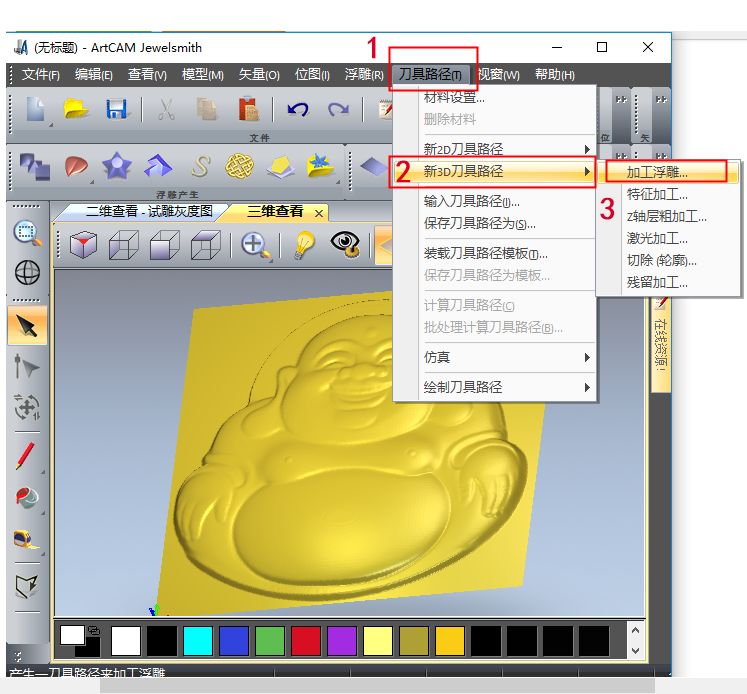 1
(无标题) - ArtCAM Jewelsmith
文件(F) 编辑(E) 查看(V) 模型(M) 矢量(O) 位图(I) 浮雕(R) 刀具路径(T) 视窗(W) 帮助(H)
材料设置...
删除材料
文件
位
矢
新2D刀具路径
2
新3D刀具路径
加工浮雕...
3
特征加工...
Z轴层粗加工...
激光加工...
切除 (轮廓)...
残留加工...
浮雕产生
输入刀具路径(I)...
保存刀具路径为(S)...
二维查看 - 试雕灰度图
三维查看
装载刀具路径模板(T)...
保存刀具路径为模板...
计算刀具路径(C)
批处理计算刀具路径(B)...
仿真
绘制刀具路径
在线资源!
产生一刀具路径来加工浮雕